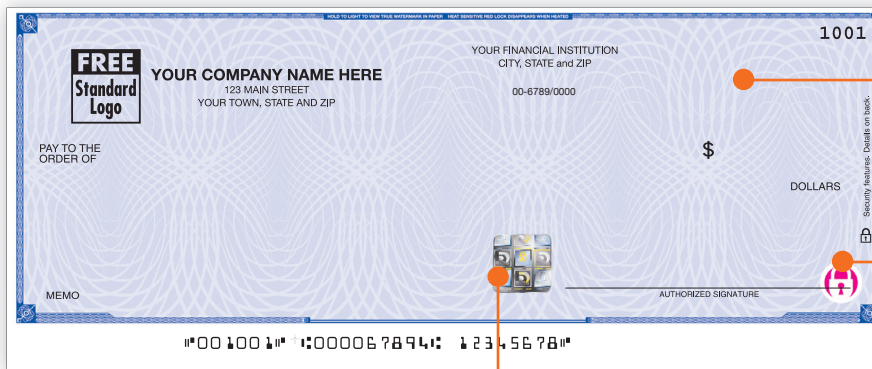 HOLD TO LIGHT TO VIEW TRUE WATERMARK IN PAPER HEAT SENSITIVE RED LOCK DISAPPEARS WHEN HEATED
1001
FREE
Standard
Logo
YOUR COMPANY NAME HERE
123 MAIN STREET
YOUR TOWN, STATE AND ZIP
YOUR FINANCIAL INSTITUTION
CITY, STATE and ZIP
00-6789/0000
PAY TO THE
ORDER OF
$
DOLLARS
Security features. Details on back.
MEMO
AUTHORIZED SIGNATURE
⑈001001⑈ ⑆000067894⑆ 12345678⑈